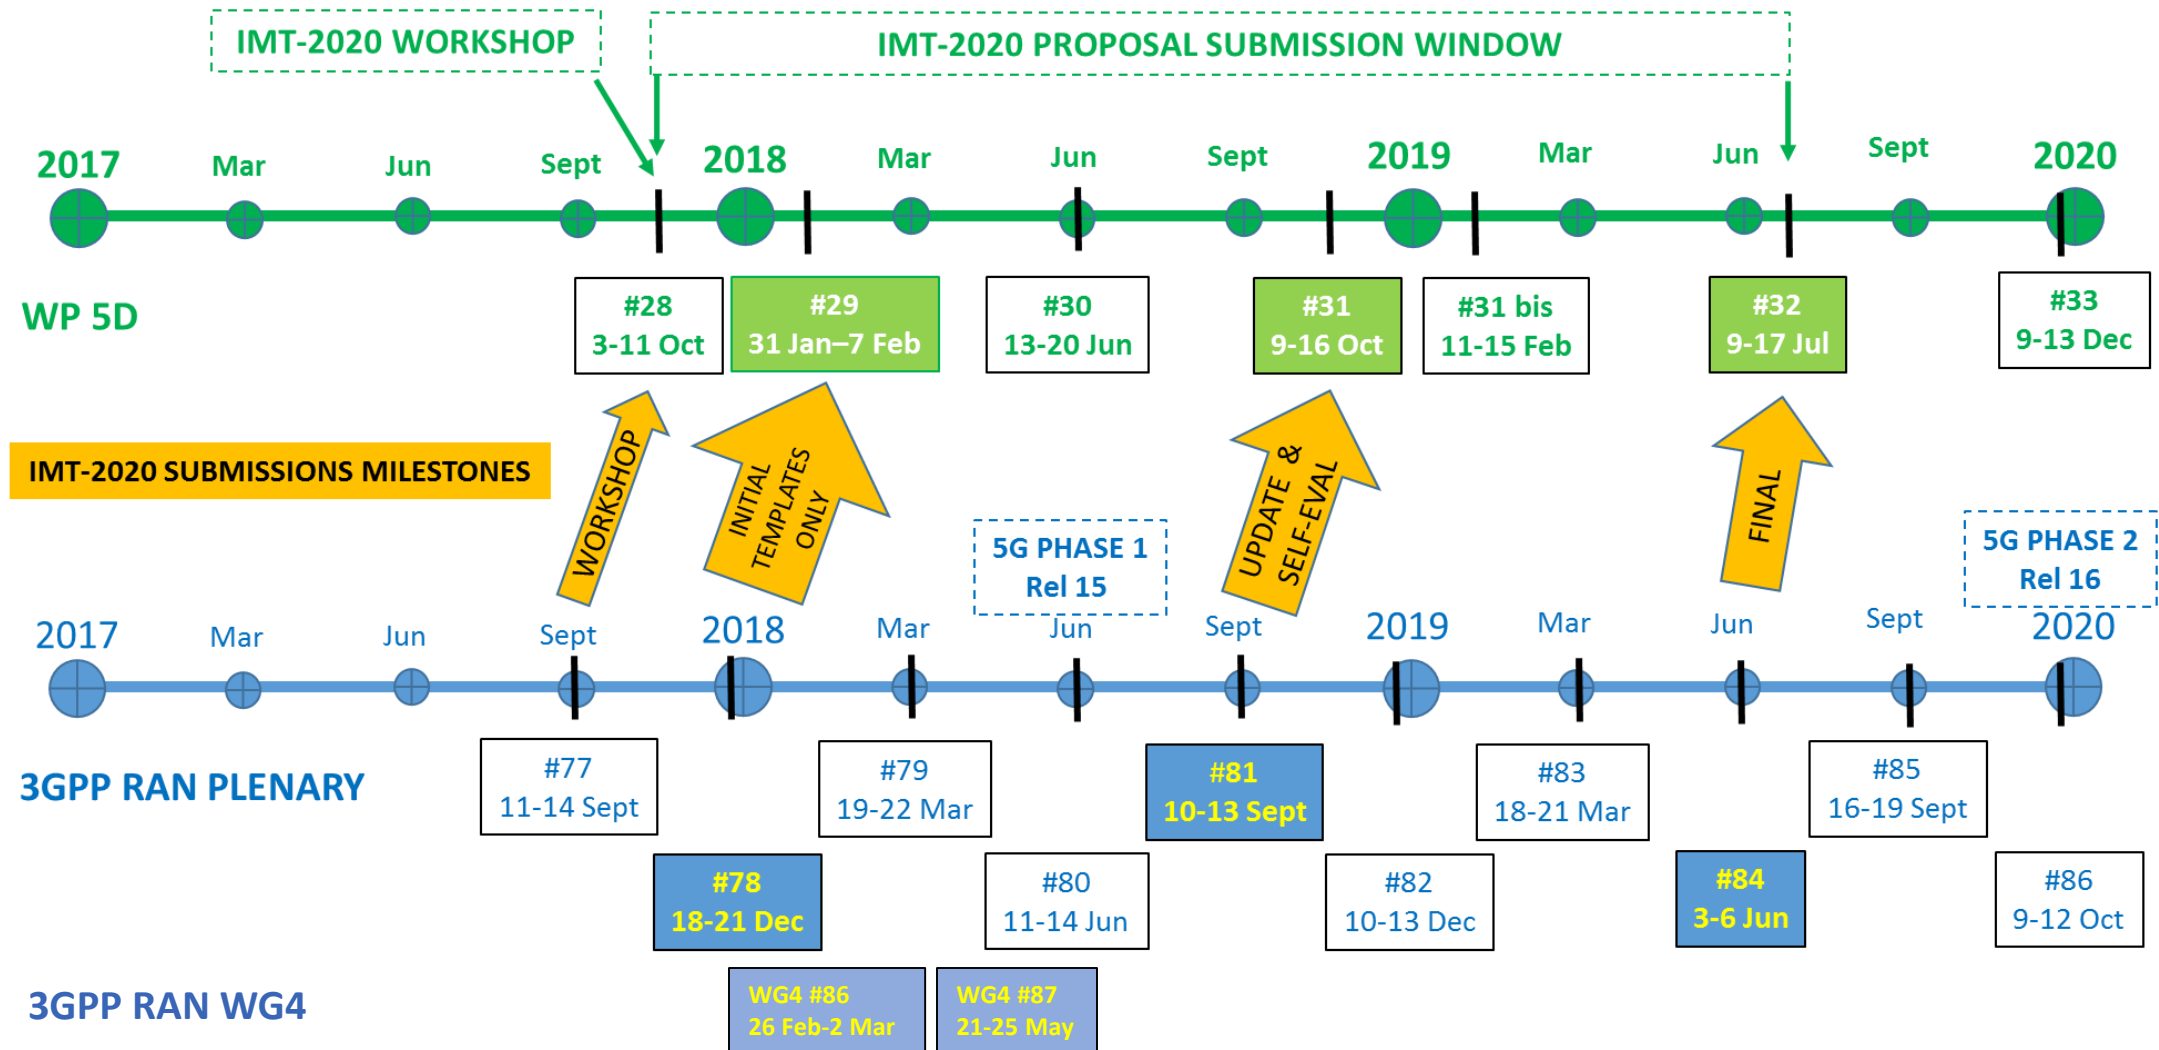 IMT-2020 WORKSHOP
IMT-2020 PROPOSAL SUBMISSION WINDOW
2017
Mar
Jun
Sept
2018
Mar
Jun
Sept
2019
Mar
Jun
Sept
2020
WP 5D
#28
3-11 Oct
#29
31 Jan–7 Feb
#30
13-20 Jun
#31
9-16 Oct
#31 bis
11-15 Feb
#32
9-17 Jul
#33
9-13 Dec
IMT-2020 SUBMISSIONS MILESTONES
WORKSHOP
INITIAL
TEMPLATES
ONLY
UPDATE &
SELF-EVAL
FINAL
5G PHASE 1
Rel 15
5G PHASE 2
Rel 16
2017
Mar
Jun
Sept
2018
Mar
Jun
Sept
2019
Mar
Jun
Sept
2020
3GPP RAN PLENARY
#77
11-14 Sept
#79
19-22 Mar
#81
10-13 Sept
#83
18-21 Mar
#85
16-19 Sept
#78
18-21 Dec
#80
11-14 Jun
#82
10-13 Dec
#84
3-6 Jun
#86
9-12 Oct
3GPP RAN WG4
WG4 #86
26 Feb-2 Mar
WG4 #87
21-25 May